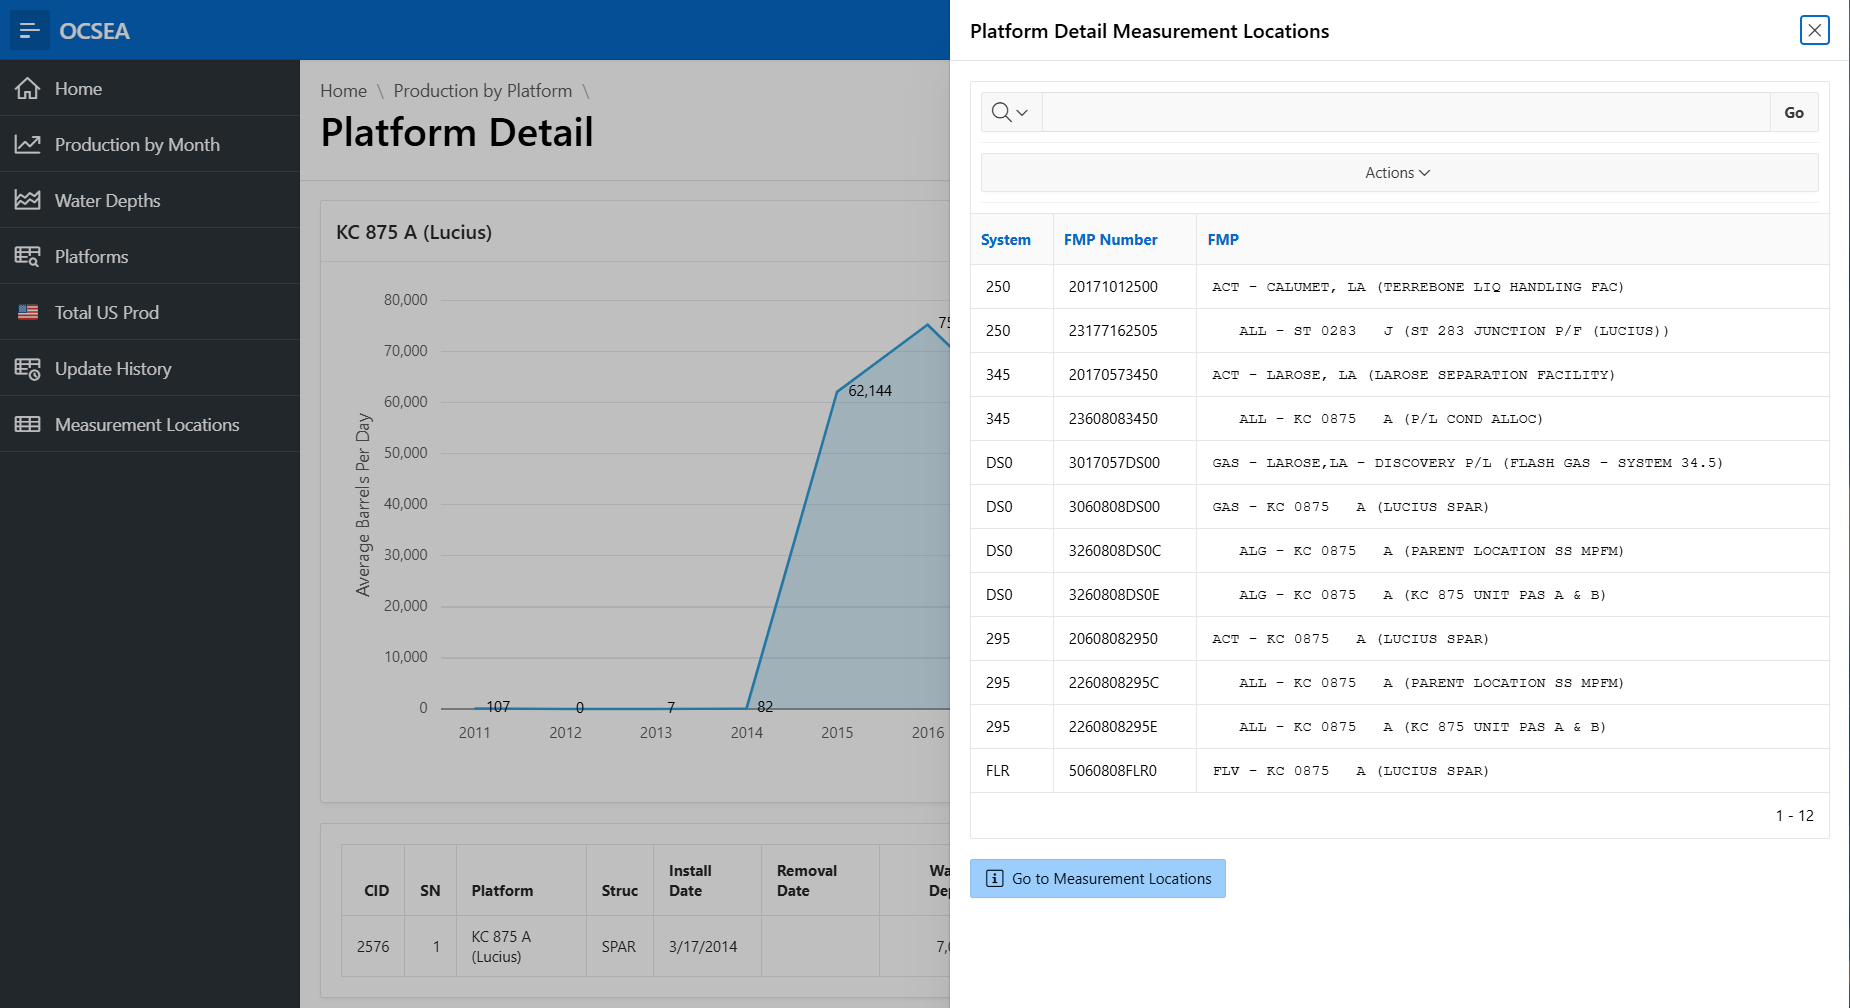 OCSEA
Home
Production by Month
Water Depths
Platforms
Total US Prod
Update History
Measurement Locations
Home \ Production by Platform \
Platform Detail
KC 875 A (Lucius)
Average Barrels Per Day
80,000
70,000
60,000
50,000
40,000
30,000
20,000
10,000
0
107
0
7
82
62,144
75
2011 2012 2013 2014 2015 2016
CID SN Platform Struc Install Date Removal Date Wa
Dep
2576 1 KC 875 A (Lucius) SPAR 3/17/2014 7,0
Platform Detail Measurement Locations
Go
Actions
System FMP Number FMP
250 20171012500 ACT - CALUMET, LA (TERREBONE LIQ HANDLING FAC)
250 23177162505 ALL - ST 0283   J (ST 283 JUNCTION P/F (LUCIUS))
345 20170573450 ACT - LAROSE, LA (LAROSE SEPARATION FACILITY)
345 23608083450 ALL - KC 0875   A (P/L COND ALLOC)
DS0 3017057DS00 GAS - LAROSE,LA - DISCOVERY P/L (FLASH GAS - SYSTEM 34.5)
DS0 3060808DS00 GAS - KC 0875   A (LUCIUS SPAR)
DS0 3260808DS0C ALG - KC 0875   A (PARENT LOCATION SS MPFM)
DS0 3260808DS0E ALG - KC 0875   A (KC 875 UNIT PAS A & B)
295 20608082950 ACT - KC 0875   A (LUCIUS SPAR)
295 2260808295C ALL - KC 0875   A (PARENT LOCATION SS MPFM)
295 2260808295E ALL - KC 0875   A (KC 875 UNIT PAS A & B)
FLR 5060808FLR0 FLV - KC 0875   A (LUCIUS SPAR)
1 - 12
Go to Measurement Locations